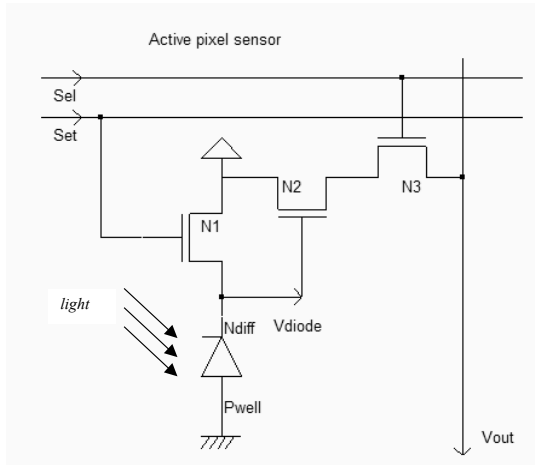 Active pixel sensor
Sel
Set
N2
N3
N1
light
Ndiff
Vdiode
Pwell
Vout